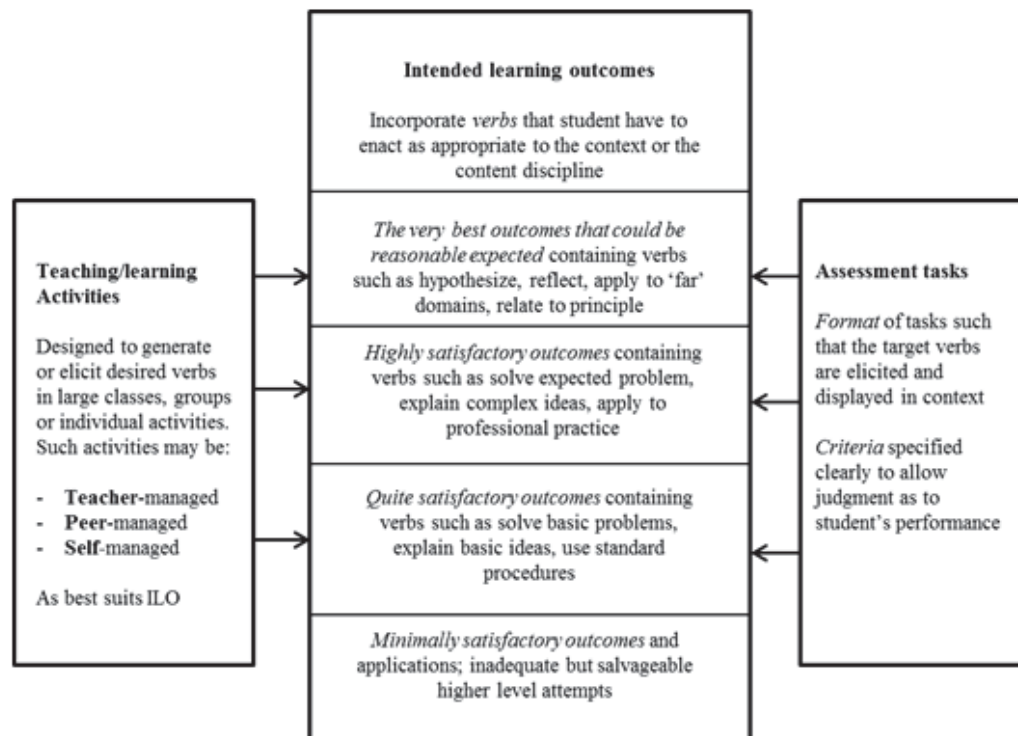 Intended learning outcomes
Incorporate verbs that student have to
enact as appropriate to the context or the
content discipline
The very best outcomes that could be
reasonable expected containing verbs
such as hypothesize, reflect, apply to ‘far’
domains, relate to principle
Highly satisfactory outcomes containing
verbs such as solve expected problem,
explain complex ideas, apply to
professional practice
Quite satisfactory outcomes containing
verbs such as solve basic problems,
explain basic ideas, use standard
procedures
Minimally satisfactory outcomes and
applications; inadequate but salvageable
higher level attempts
Teaching/learning
Activities
Designed to generate
or elicit desired verbs
in large classes, groups
or individual activities.
Such activities may be:
- Teacher-managed
- Peer-managed
- Self-managed
As best suits ILO
Assessment tasks
Format of tasks such
that the target verbs
are elicited and
displayed in context
Criteria specified
clearly to allow
judgment as to
student’s performance